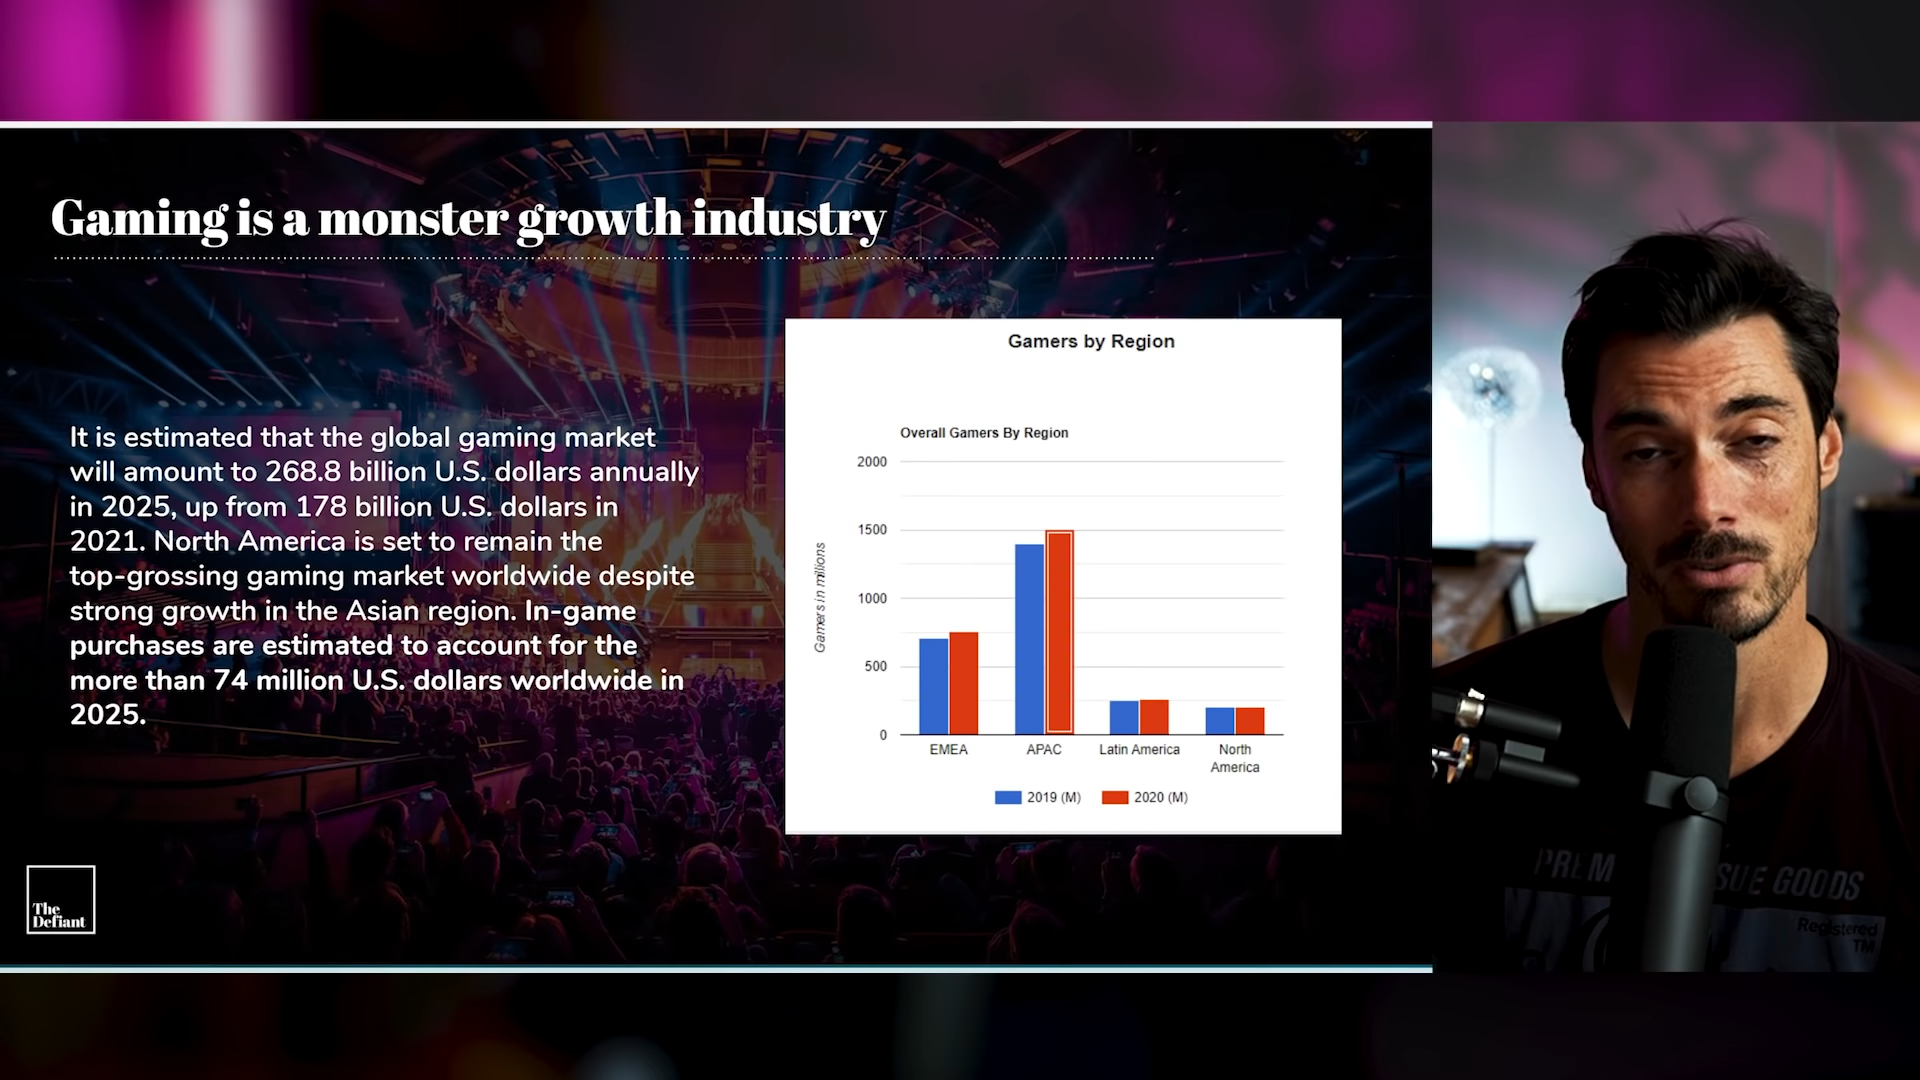 Gaming is a monster growth industry
It is estimated that the global gaming market
will amount to 268.8 billion U.S. dollars annually
in 2025, up from 178 billion U.S. dollars in
2021. North America is set to remain the
top-grossing gaming market worldwide despite
strong growth in the Asian region. In-game
purchases are estimated to account for the
more than 74 million U.S. dollars worldwide in
2025.
The
Defiant
Gamers by Region
Overall Gamers By Region
Gamers in millions
2000
1500
1000
500
0
EMEA
APAC
Latin America
North
America
2019 (M)
2020 (M)
GOODS
Registered
TM